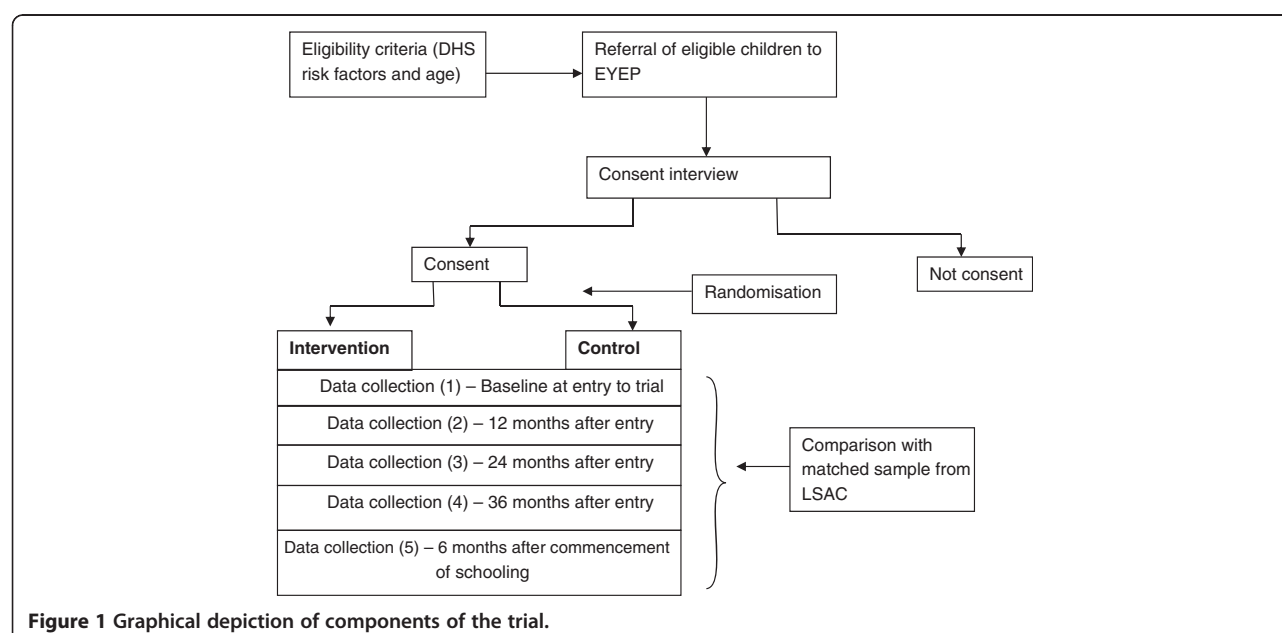 Eligibility criteria (DHS
risk factors and age)
Referral of eligible children to
EYEP
Consent interview
Consent
Not consent
Randomisation
Intervention
Control
Data collection (1) – Baseline at entry to trial
Data collection (2) – 12 months after entry
Data collection (3) – 24 months after entry
Data collection (4) – 36 months after entry
Data collection (5) – 6 months after commencement
of schooling
Comparison with
matched sample from
LSAC
Figure 1 Graphical depiction of components of the trial.